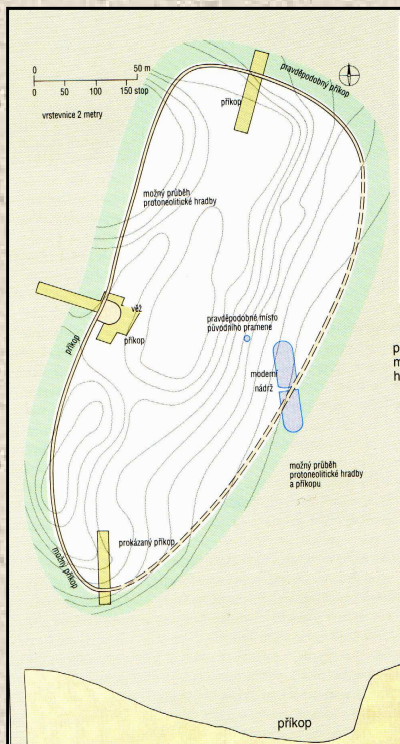 0 50 m
0 50 100 150 stop
vrstevnice 2 metry
pravděpodobný příkop
příkop
možný průběh
protoneolitické hradby
věž
příkop
příkop
pravděpodobné místo
původního pramene
moderní
nádrž
p
m
h
možný průběh
protoneolitické hradby
a příkopu
prokázaný příkop
možný příkop
příkop